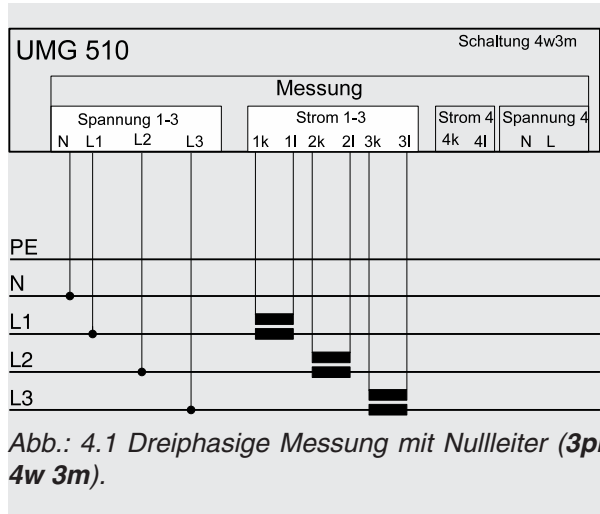 UMG 510
Schaltung 4w3m
Messung
Spannung 1-3
Strom 1-3
Strom 4
Spannung 4
N L1 L2 L3
1k 1l 2k 2l 3k 3l
4k 4l
N L
PE
N
L1
L2
L3
Abb.: 4.1 Dreiphasige Messung mit Nullleiter (
4w 3m).